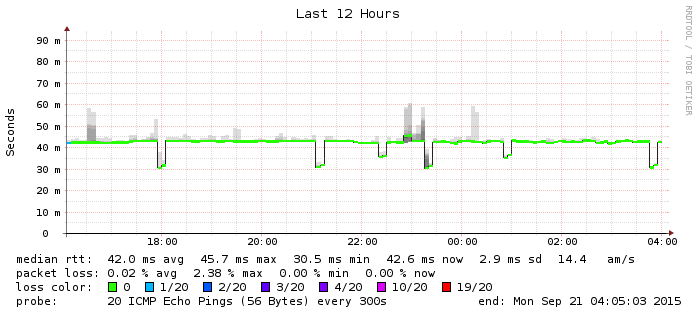 Last 12 Hours
RRDTOOL / TOBI OETIKER
Seconds
90 m
80 m
70 m
60 m
50 m
40 m
30 m
20 m
10 m
0
18:00 20:00 22:00 00:00 02:00 04:00
median rtt: 42.0 ms avg 45.7 ms max 30.5 ms min 42.6 ms now 2.9 ms sd 14.4 am/s
packet loss: 0.02 % avg 2.38 % max 0.00 % min 0.00 % now
loss color: 0 1/20 2/20 3/20 4/20 10/20 19/20
probe: 20 ICMP Echo Pings (56 Bytes) every 300s end: Mon Sep 21 04:05:03 2015